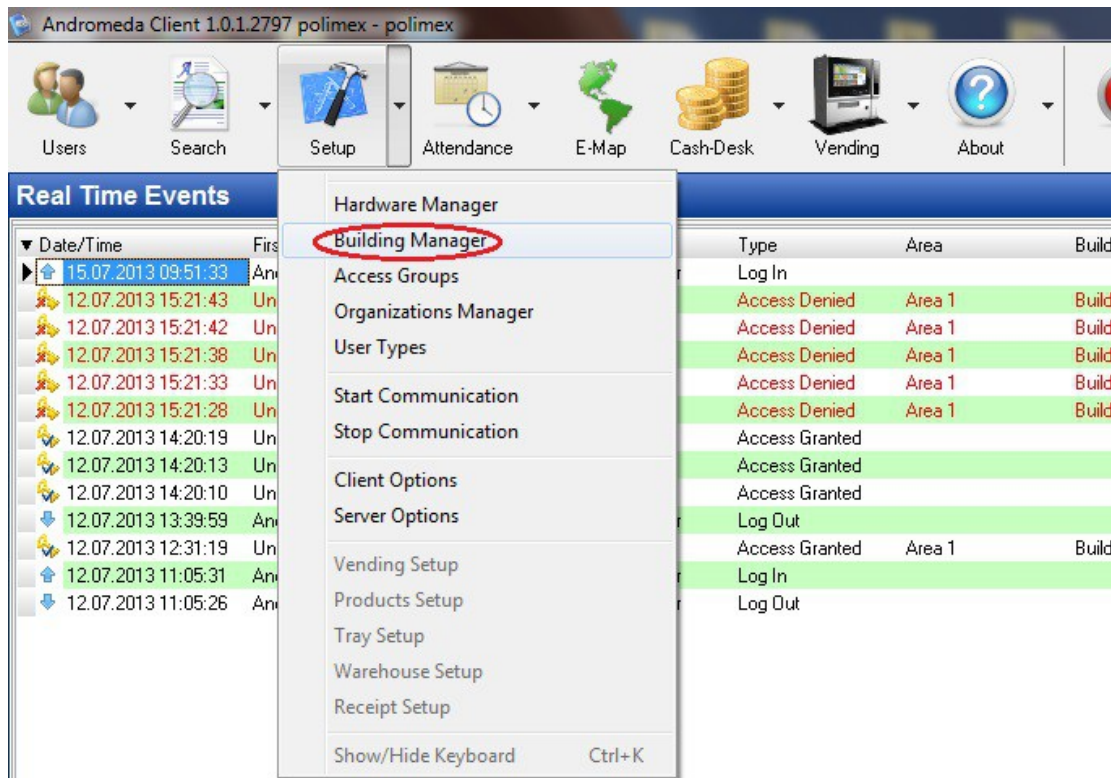 Andromeda Client 1.0.1.2797 polimex - polimex
Users Search Setup Attendance E-Map Cash-Desk Vending About
Real Time Events
Date/Time Type Area
15.07.2013 09:51:33 Log In
12.07.2013 15:21:43 Access Denied Area 1
12.07.2013 15:21:42 Access Denied Area 1
12.07.2013 15:21:38 Access Denied Area 1
12.07.2013 15:21:33 Access Denied Area 1
12.07.2013 15:21:28 Access Denied Area 1
12.07.2013 14:20:19 Access Granted
12.07.2013 14:20:13 Access Granted
12.07.2013 14:20:10 Access Granted
12.07.2013 13:39:59 Log Out
12.07.2013 12:31:19 Access Granted Area 1
12.07.2013 11:05:31 Log In
12.07.2013 11:05:26 Log Out
Hardware Manager
Building Manager
Access Groups
Organizations Manager
User Types
Start Communication
Stop Communication
Client Options
Server Options
Vending Setup
Products Setup
Tray Setup
Warehouse Setup
Receipt Setup
Show/Hide Keyboard Ctrl+K